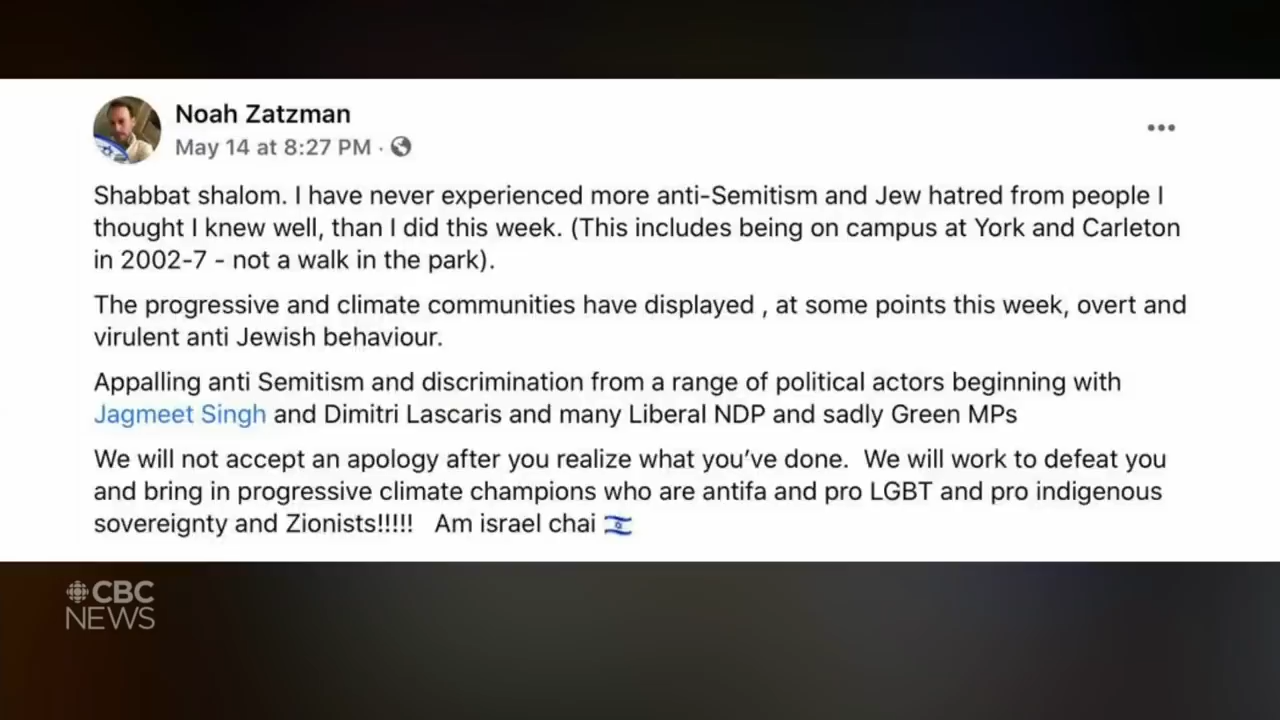 Noah Zatzman
May 14 at 8:27 PM ·
Shabbat shalom. I have never experienced more anti-Semitism and Jew hatred from people I
thought I knew well, than I did this week. (This includes being on campus at York and Carleton
in 2002-7 - not a walk in the park).
The progressive and climate communities have displayed , at some points this week, overt and
virulent anti Jewish behaviour.
Appalling anti Semitism and discrimination from a range of political actors beginning with
Jagmeet Singh and Dimitri Lascaris and many Liberal NDP and sadly Green MPs
We will not accept an apology after you realize what you’ve done.  We will work to defeat you
and bring in progressive climate champions who are antifa and pro LGBT and pro indigenous
sovereignty and Zionists!!!!!   Am israel chai 🇮🇱
CBC
NEWS